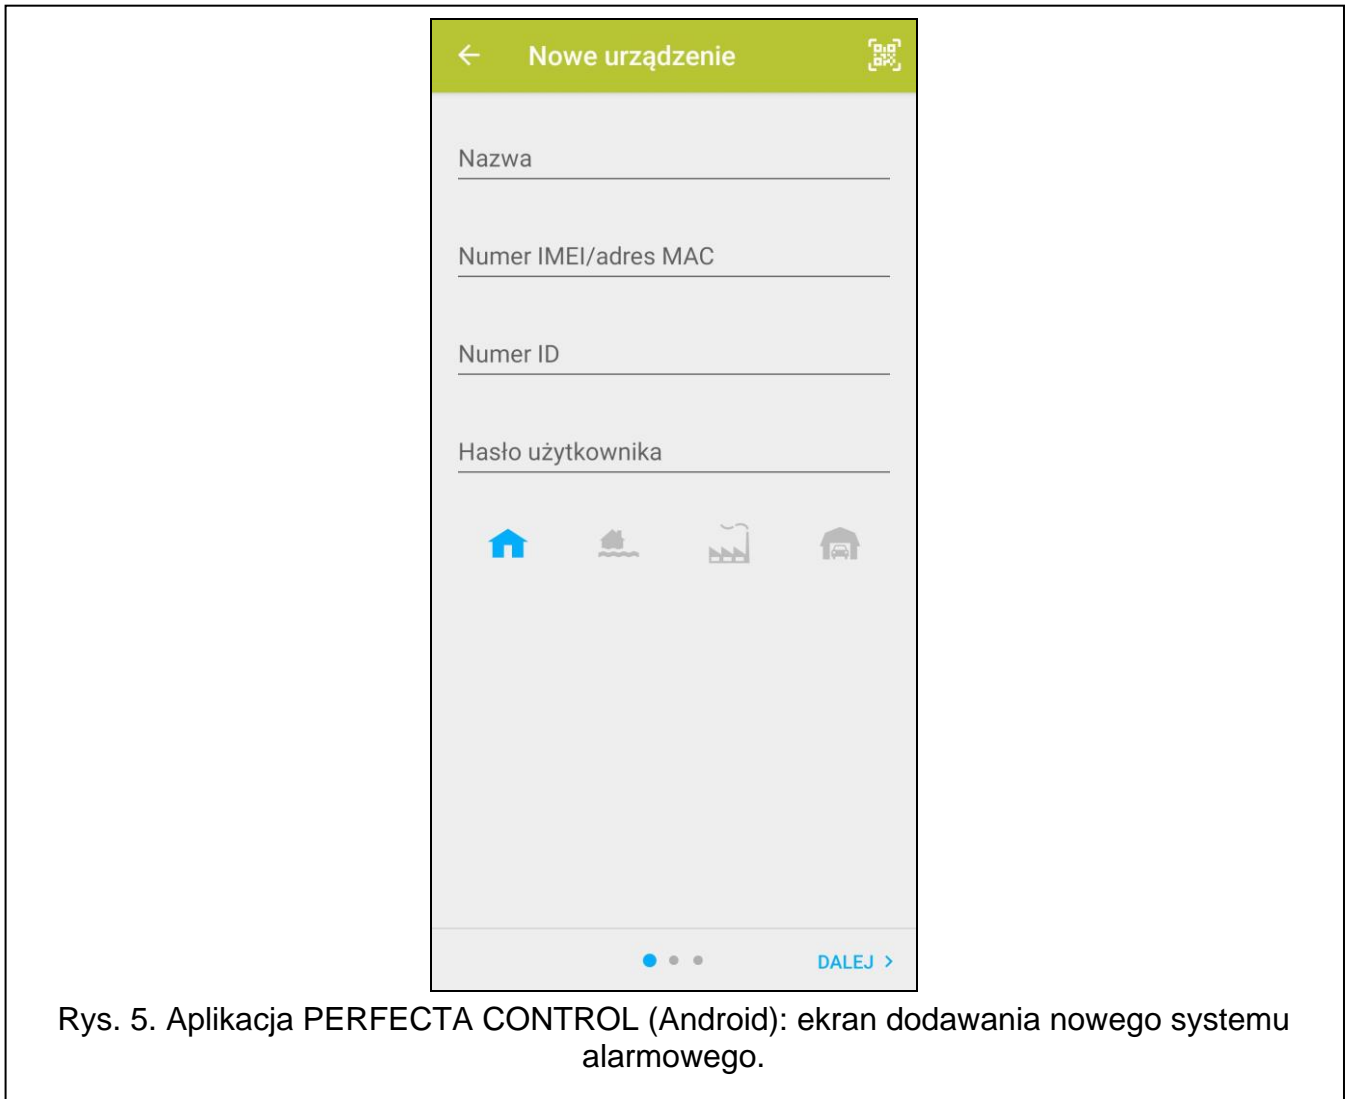 Nowe urządzenie
Nazwa
Numer IMEI/adres MAC
Numer ID
Hasło użytkownika
DALEJ
Rys. 5. Aplikacja PERFECTA CONTROL (Android): ekran dodawania nowego systemu
alarmowego.